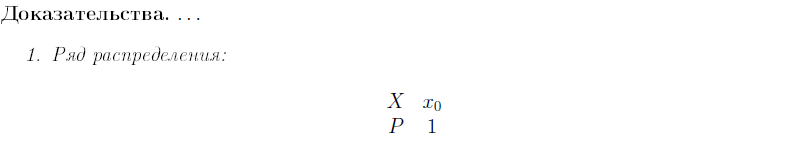 Доказательства. ...
1. Ряд распределения:
X x₀
P 1